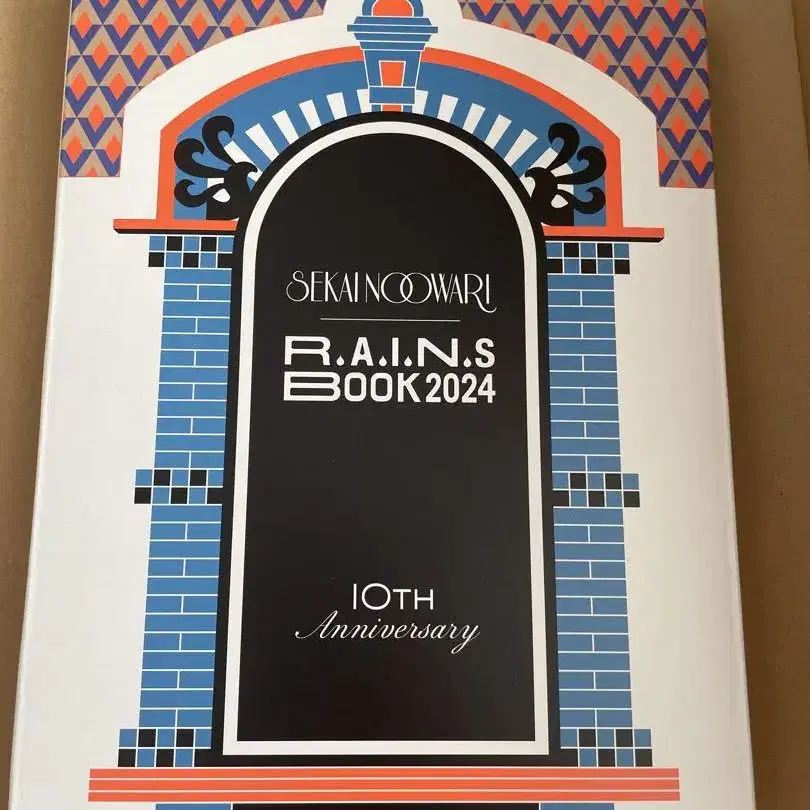 SEKAI NO OWARI
R.A.I.N.S
BOOK 2024
10TH
Anniversary